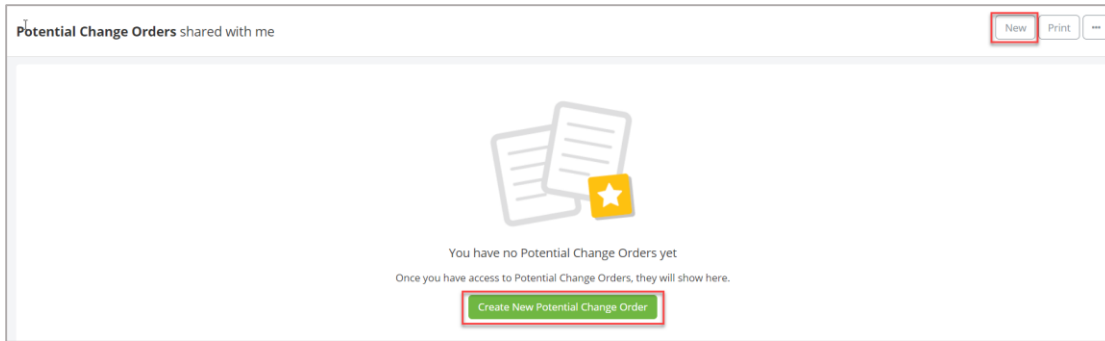 Potential Change Orders shared with me
New
Print
...
You have no Potential Change Orders yet
Once you have access to Potential Change Orders, they will show here.
Create New Potential Change Order